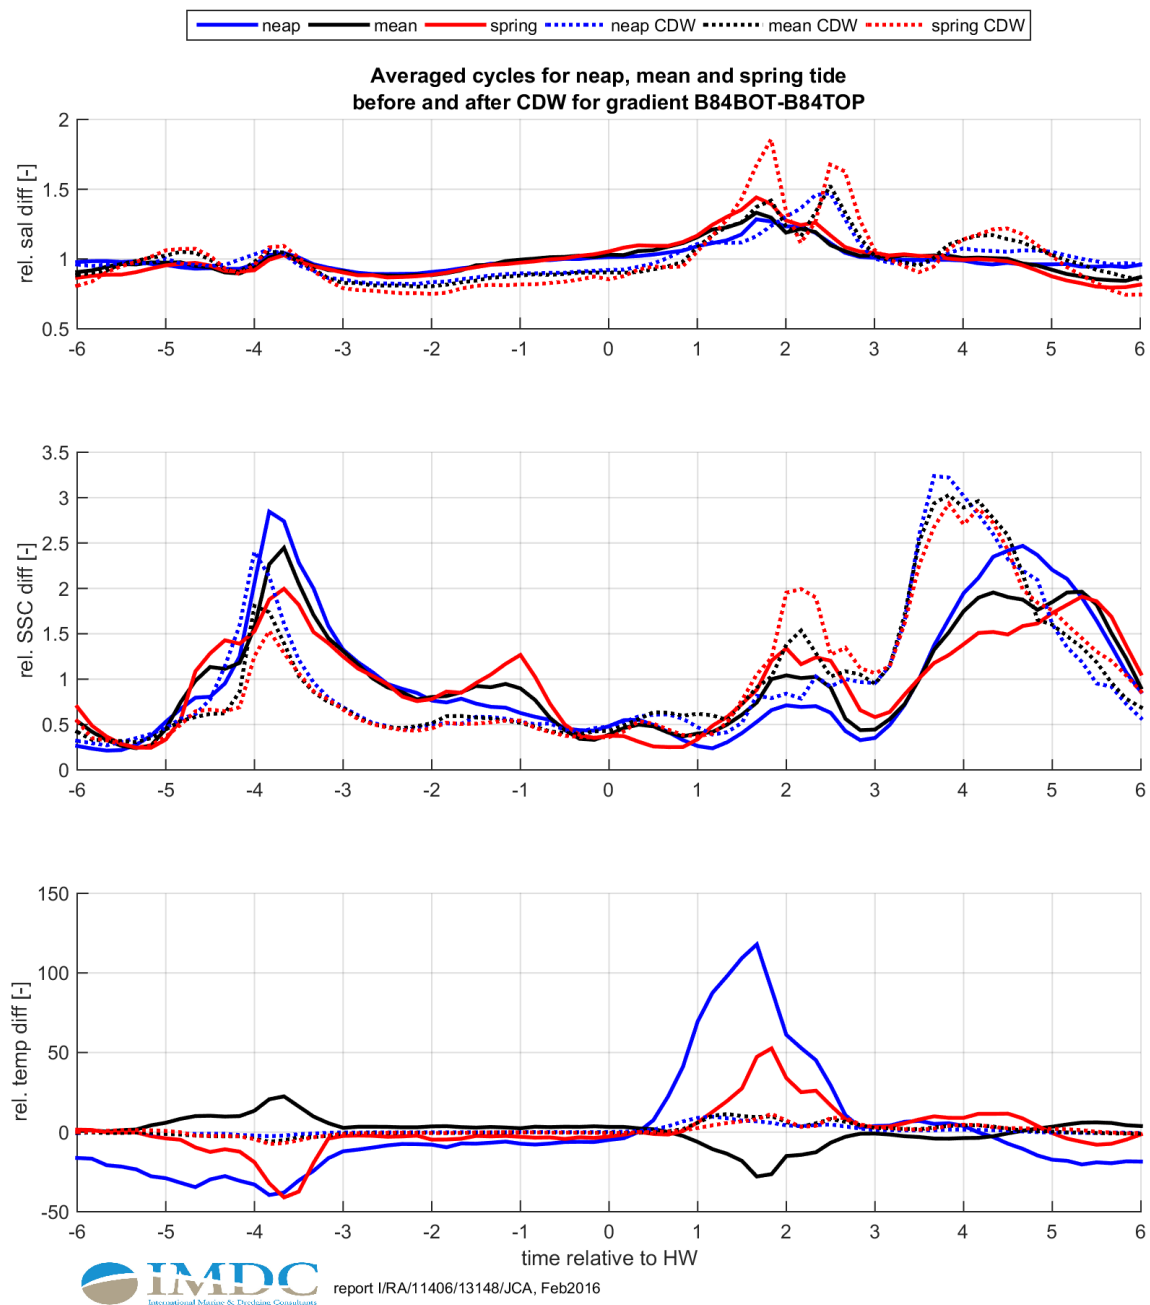 neap mean spring neap CDW mean CDW spring CDW
Averaged cycles for neap, mean and spring tide
before and after CDW for gradient B84BOT-B84TOP
rel. sal diff [-]
2
1.5
1
0.5
-6 -5 -4 -3 -2 -1 0 1 2 3 4 5 6
rel. SSC diff [-]
3.5
3
2.5
2
1.5
1
0.5
0
-6 -5 -4 -3 -2 -1 0 1 2 3 4 5 6
rel. temp diff [-]
150
100
50
0
-50
-6 -5 -4 -3 -2 -1 0 1 2 3 4 5 6
time relative to HW
IMDC
International Marine & Dredging Consultants
report I/RA/11406/13148/JCA, Feb2016